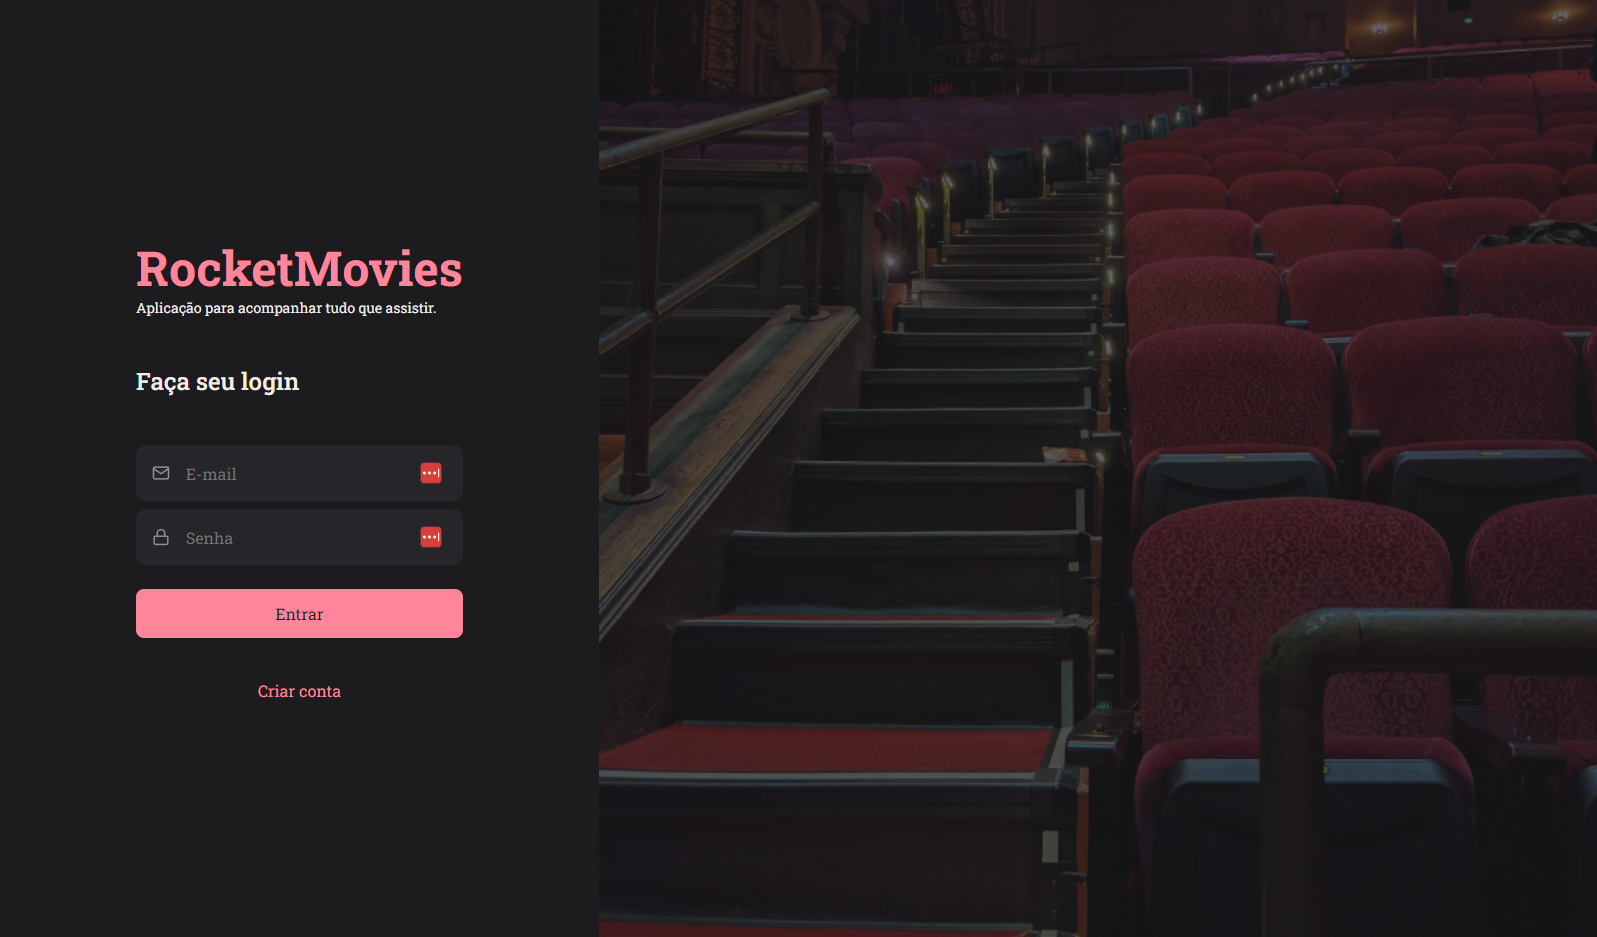 RocketMovies
Aplicação para acompanhar tudo que assistir.
Faça seu login
E-mail
Senha
Entrar
Criar conta